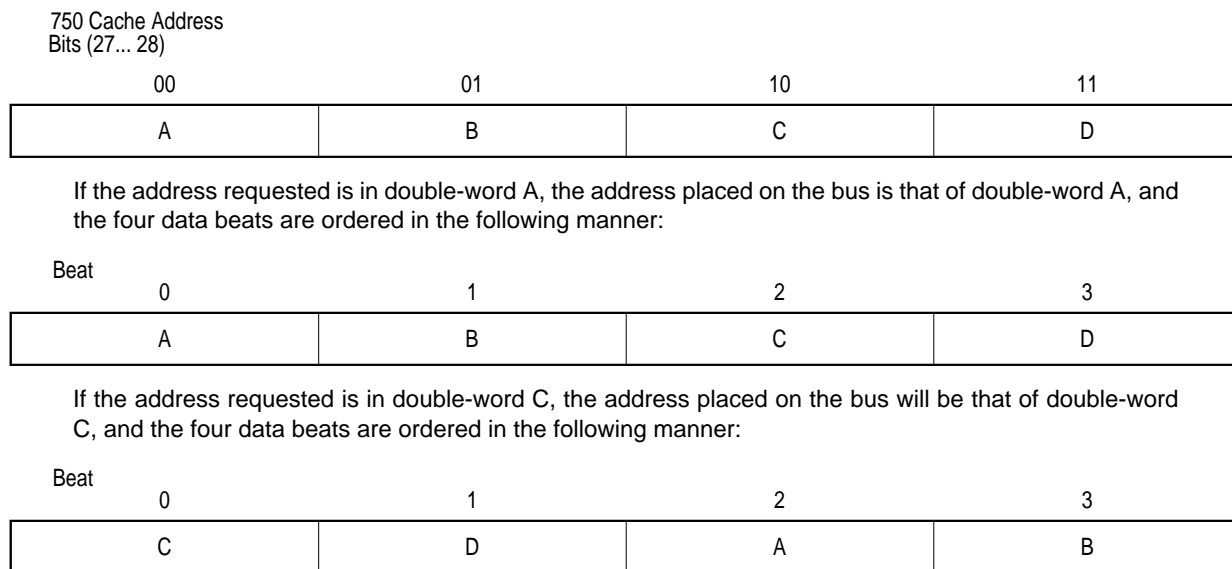 750 Cache Address
Bits (27... 28)
00 01 10 11
A B C D
If the address requested is in double-word A, the address placed on the bus is that of double-word A, and
the four data beats are ordered in the following manner:
Beat
0 1 2 3
A B C D
If the address requested is in double-word C, the address placed on the bus will be that of double-word
C, and the four data beats are ordered in the following manner:
Beat
0 1 2 3
C D A B